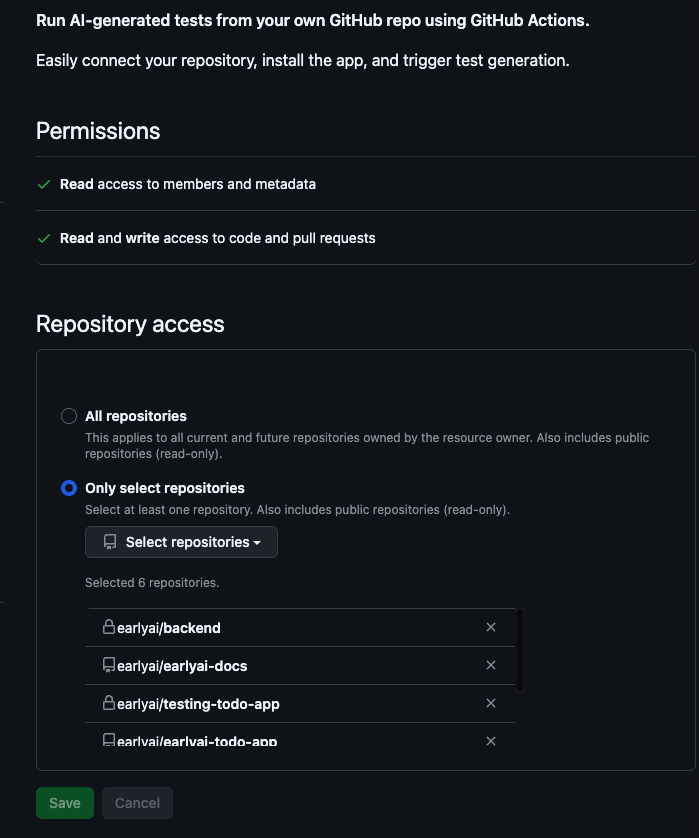 Run AI-generated tests from your own GitHub repo using GitHub Actions.
Easily connect your repository, install the app, and trigger test generation.
Permissions
Read access to members and metadata
Read and write access to code and pull requests
Repository access
All repositories
This applies to all current and future repositories owned by the resource owner. Also includes public
repositories (read-only).
Only select repositories
Select at least one repository. Also includes public repositories (read-only).
Select repositories
Selected 6 repositories.
earlyai/backend
earlyai/earlyai-docs
earlyai/testing-todo-app
earlyai/earlyai-todo-app
Save
Cancel